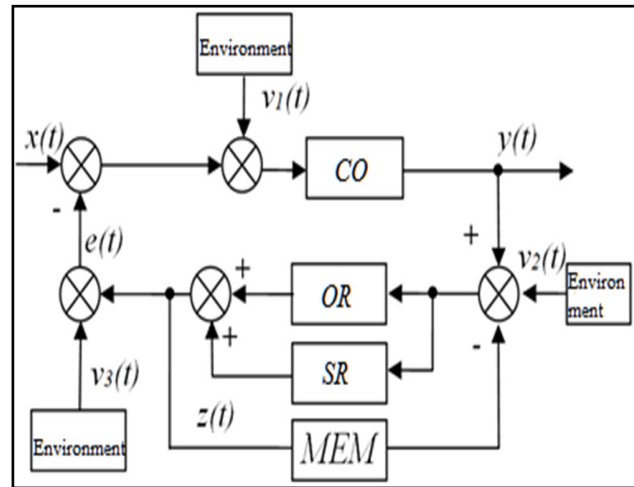 Environment
v1(t)
x(t)
y(t)
CO
-
+
e(t)
v2(t)
Environ
ment
+
OR
-
+
SR
v3(t)
z(t)
MEM
Environment